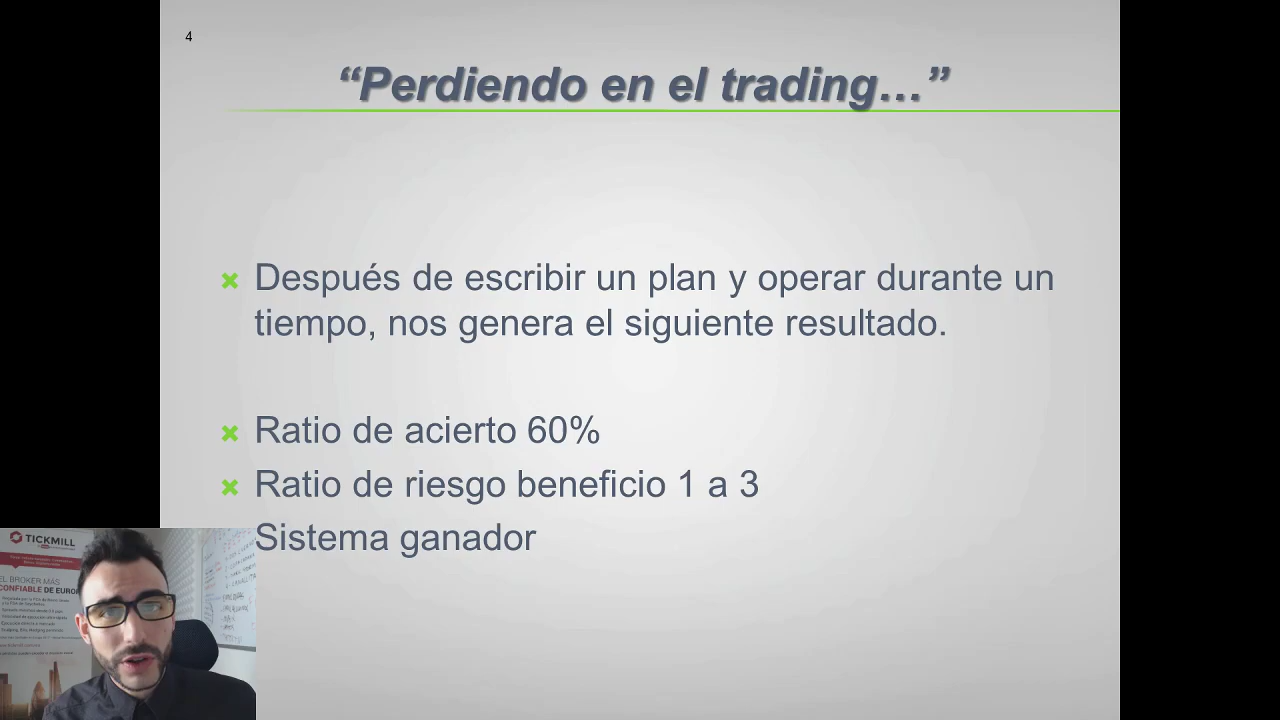 4
“Perdiendo en el trading…”
Después de escribir un plan y operar durante un
tiempo, nos genera el siguiente resultado.
Ratio de acierto 60%
Ratio de riesgo beneficio 1 a 3
Sistema ganador
TICKMILL
EL BROKER MÁS
CONFIABLE DE EUROP